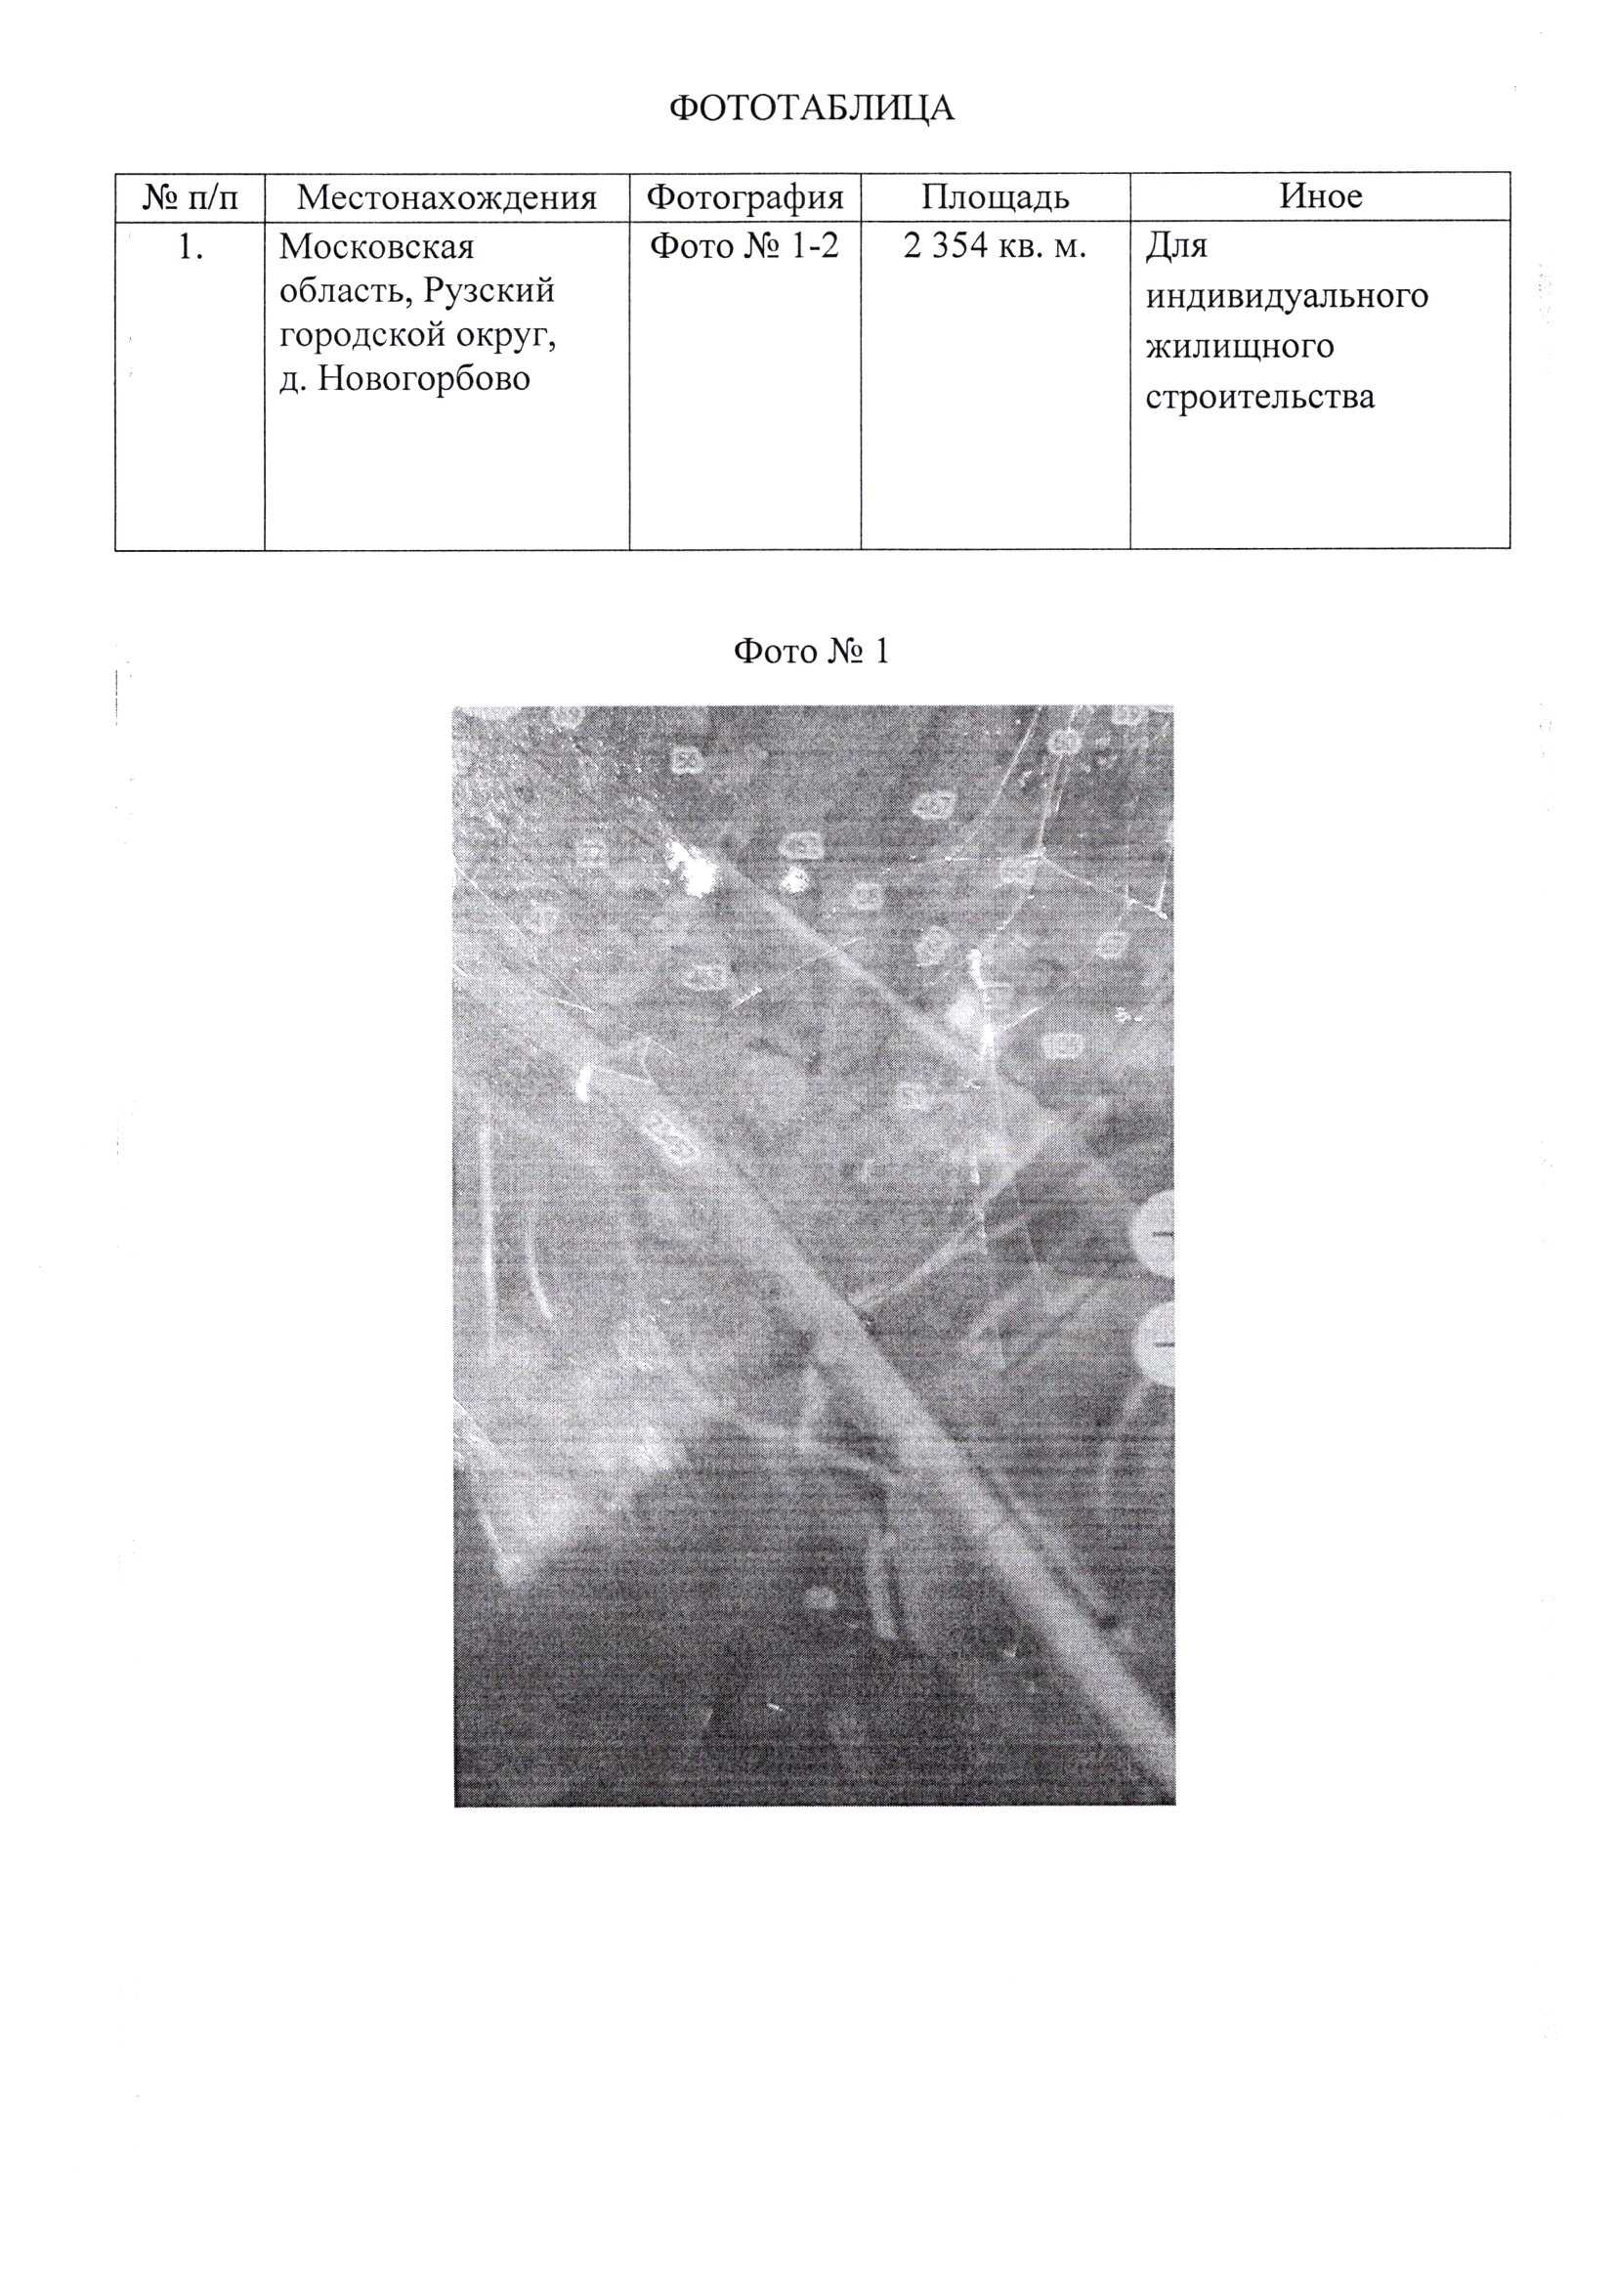 ФОТОТАБЛИЦА
№ п/п Местонахождения Фотография Площадь Иное
1. Московская область, Рузский городской округ, д. Новогорбово Фото № 1-2 2 354 кв. м. Для индивидуального жилищного строительства
Фото № 1